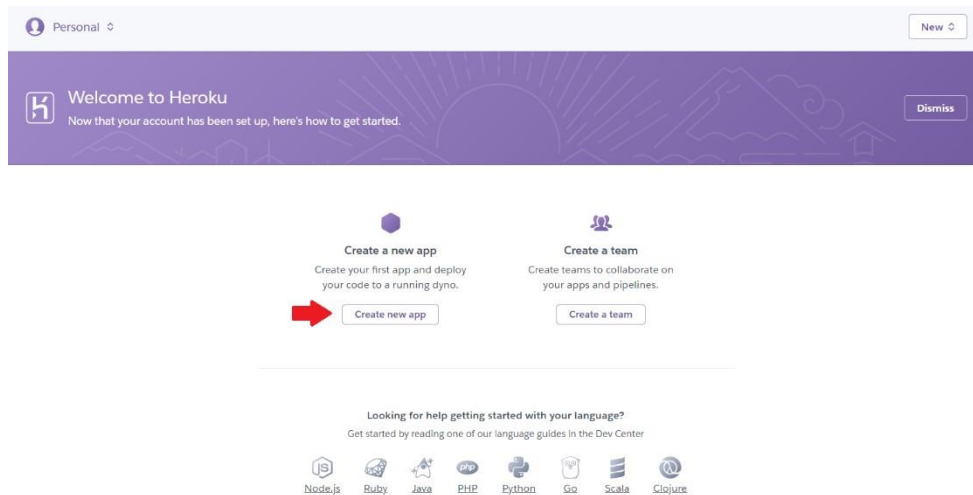 Personal
New
Welcome to Heroku
Now that your account has been set up, here's how to get started.
Dismiss
Create a new app
Create your first app and deploy
your code to a running dyno.
Create new app
Create a team
Create teams to collaborate on
your apps and pipelines.
Create a team
Looking for help getting started with your language?
Get started by reading one of our language guides in the Dev Center
JS
php
Node.js Ruby Java PHP Python Go Scala Clojure